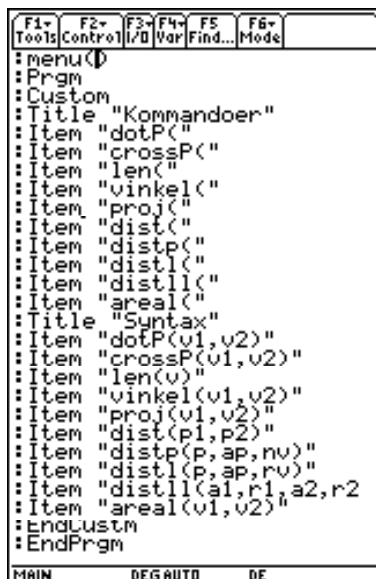 F1▾ F2▾ F3▾ F4▾ F5 F6▾
Tools Control I/O Var Find... Mode
:menu()
:Prgm
:Custom
:Title "Kommandoer"
:Item "dotP("
:Item "crossP("
:Item "len("
:Item "vinkel("
:Item "proj("
:Item "dist("
:Item "distp("
:Item "distl("
:Item "distll("
:Item "areal("
:Title "Syntax"
:Item "dotP(v1,v2)"
:Item "crossP(v1,v2)"
:Item "len(v)"
:Item "vinkel(v1,v2)"
:Item "proj(v1,v2)"
:Item "dist(p1,p2)"
:Item "distp(p,ap,nv)"
:Item "distl(p,ap,rv)"
:Item "distll(a1,r1,a2,r2
:Item "areal(v1,v2)"
:EndCustm
:EndPrgm
MAIN DEG AUTO DE